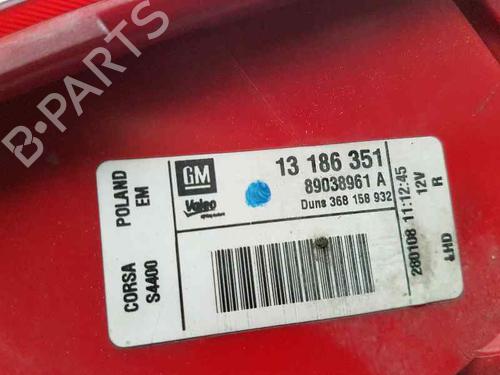 B-PARTS
GM
13 186 351
89038961 A
Valeo
Duns 368 158 932
POLAND
EM
CORSA
S4400
280108 11:12:45
12V
R